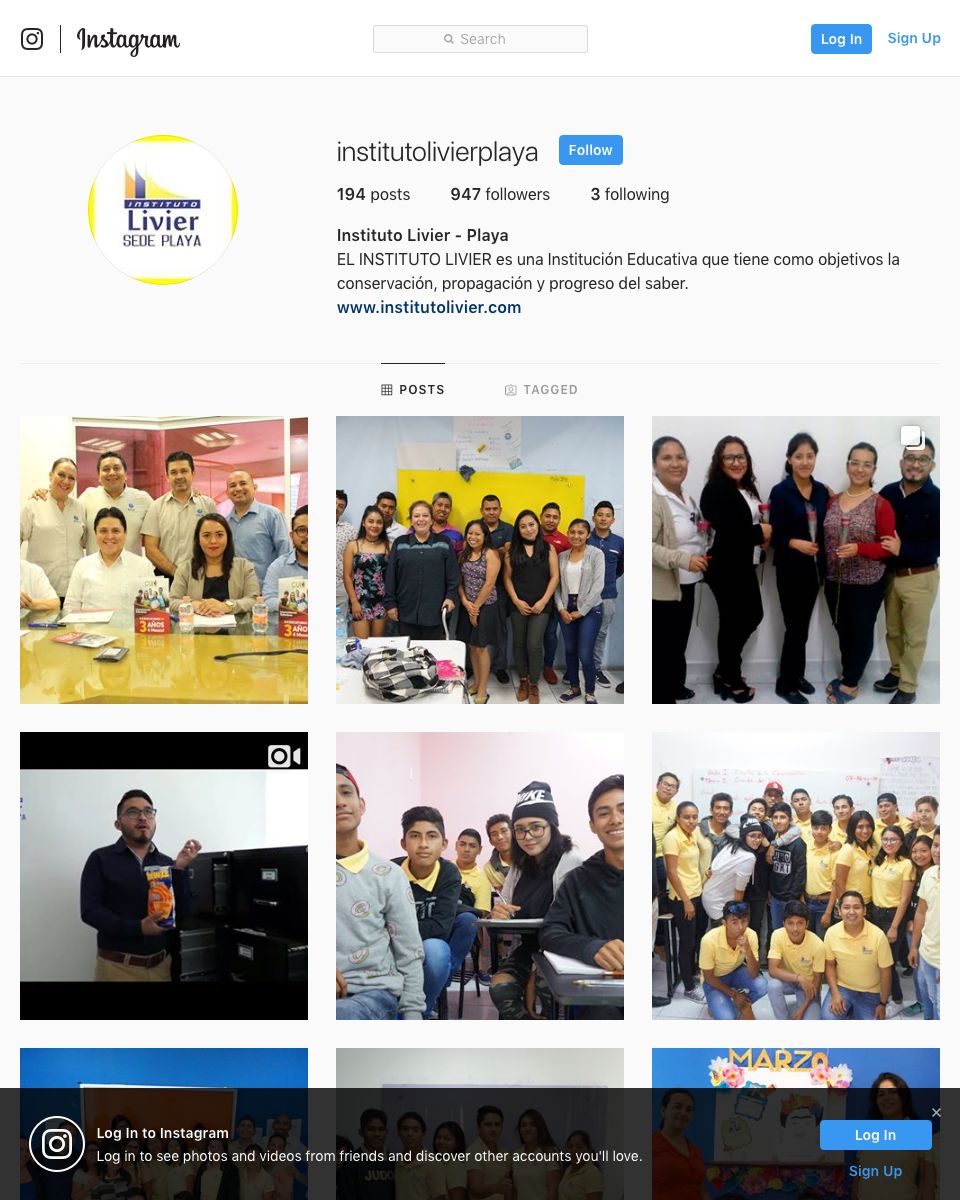 Instagram
Search
Log In
Sign Up
institutolivierplaya
Follow
194 posts
947 followers
3 following
INSTITUTO
Livier
SEDE PLAYA
Instituto Livier - Playa
EL INSTITUTO LIVIER es una Institución Educativa que tiene como objetivos la
conservación, propagación y progreso del saber.
www.institutolivier.com
POSTS
TAGGED
3 AÑOS
3 AÑOS
NIKE
MARZO
JUDO
Log In to Instagram
Log in to see photos and videos from friends and discover other accounts you'll love.
Log In
Sign Up